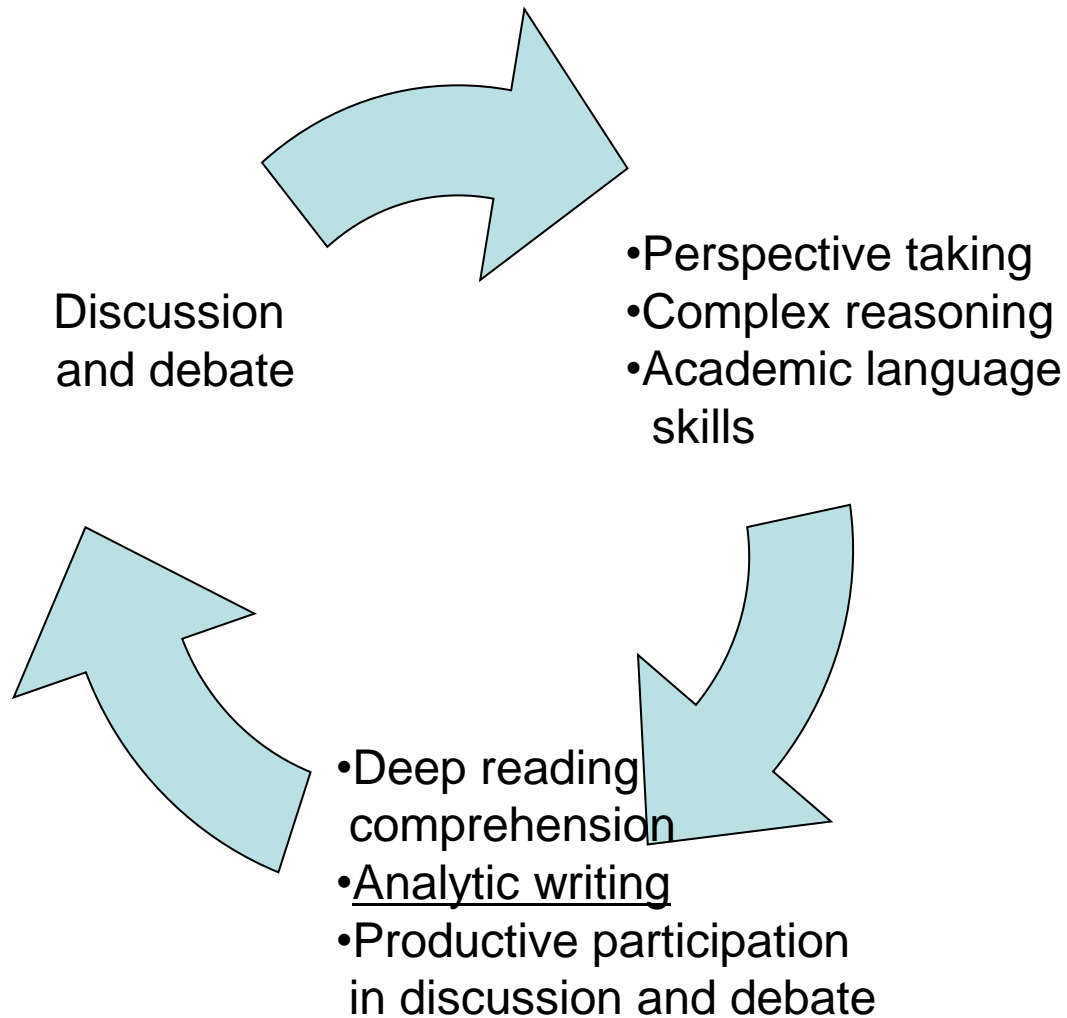 Discussion
and debate
•Perspective taking
•Complex reasoning
•Academic language
skills
•Deep reading
comprehension
•Analytic writing
•Productive participation
in discussion and debate